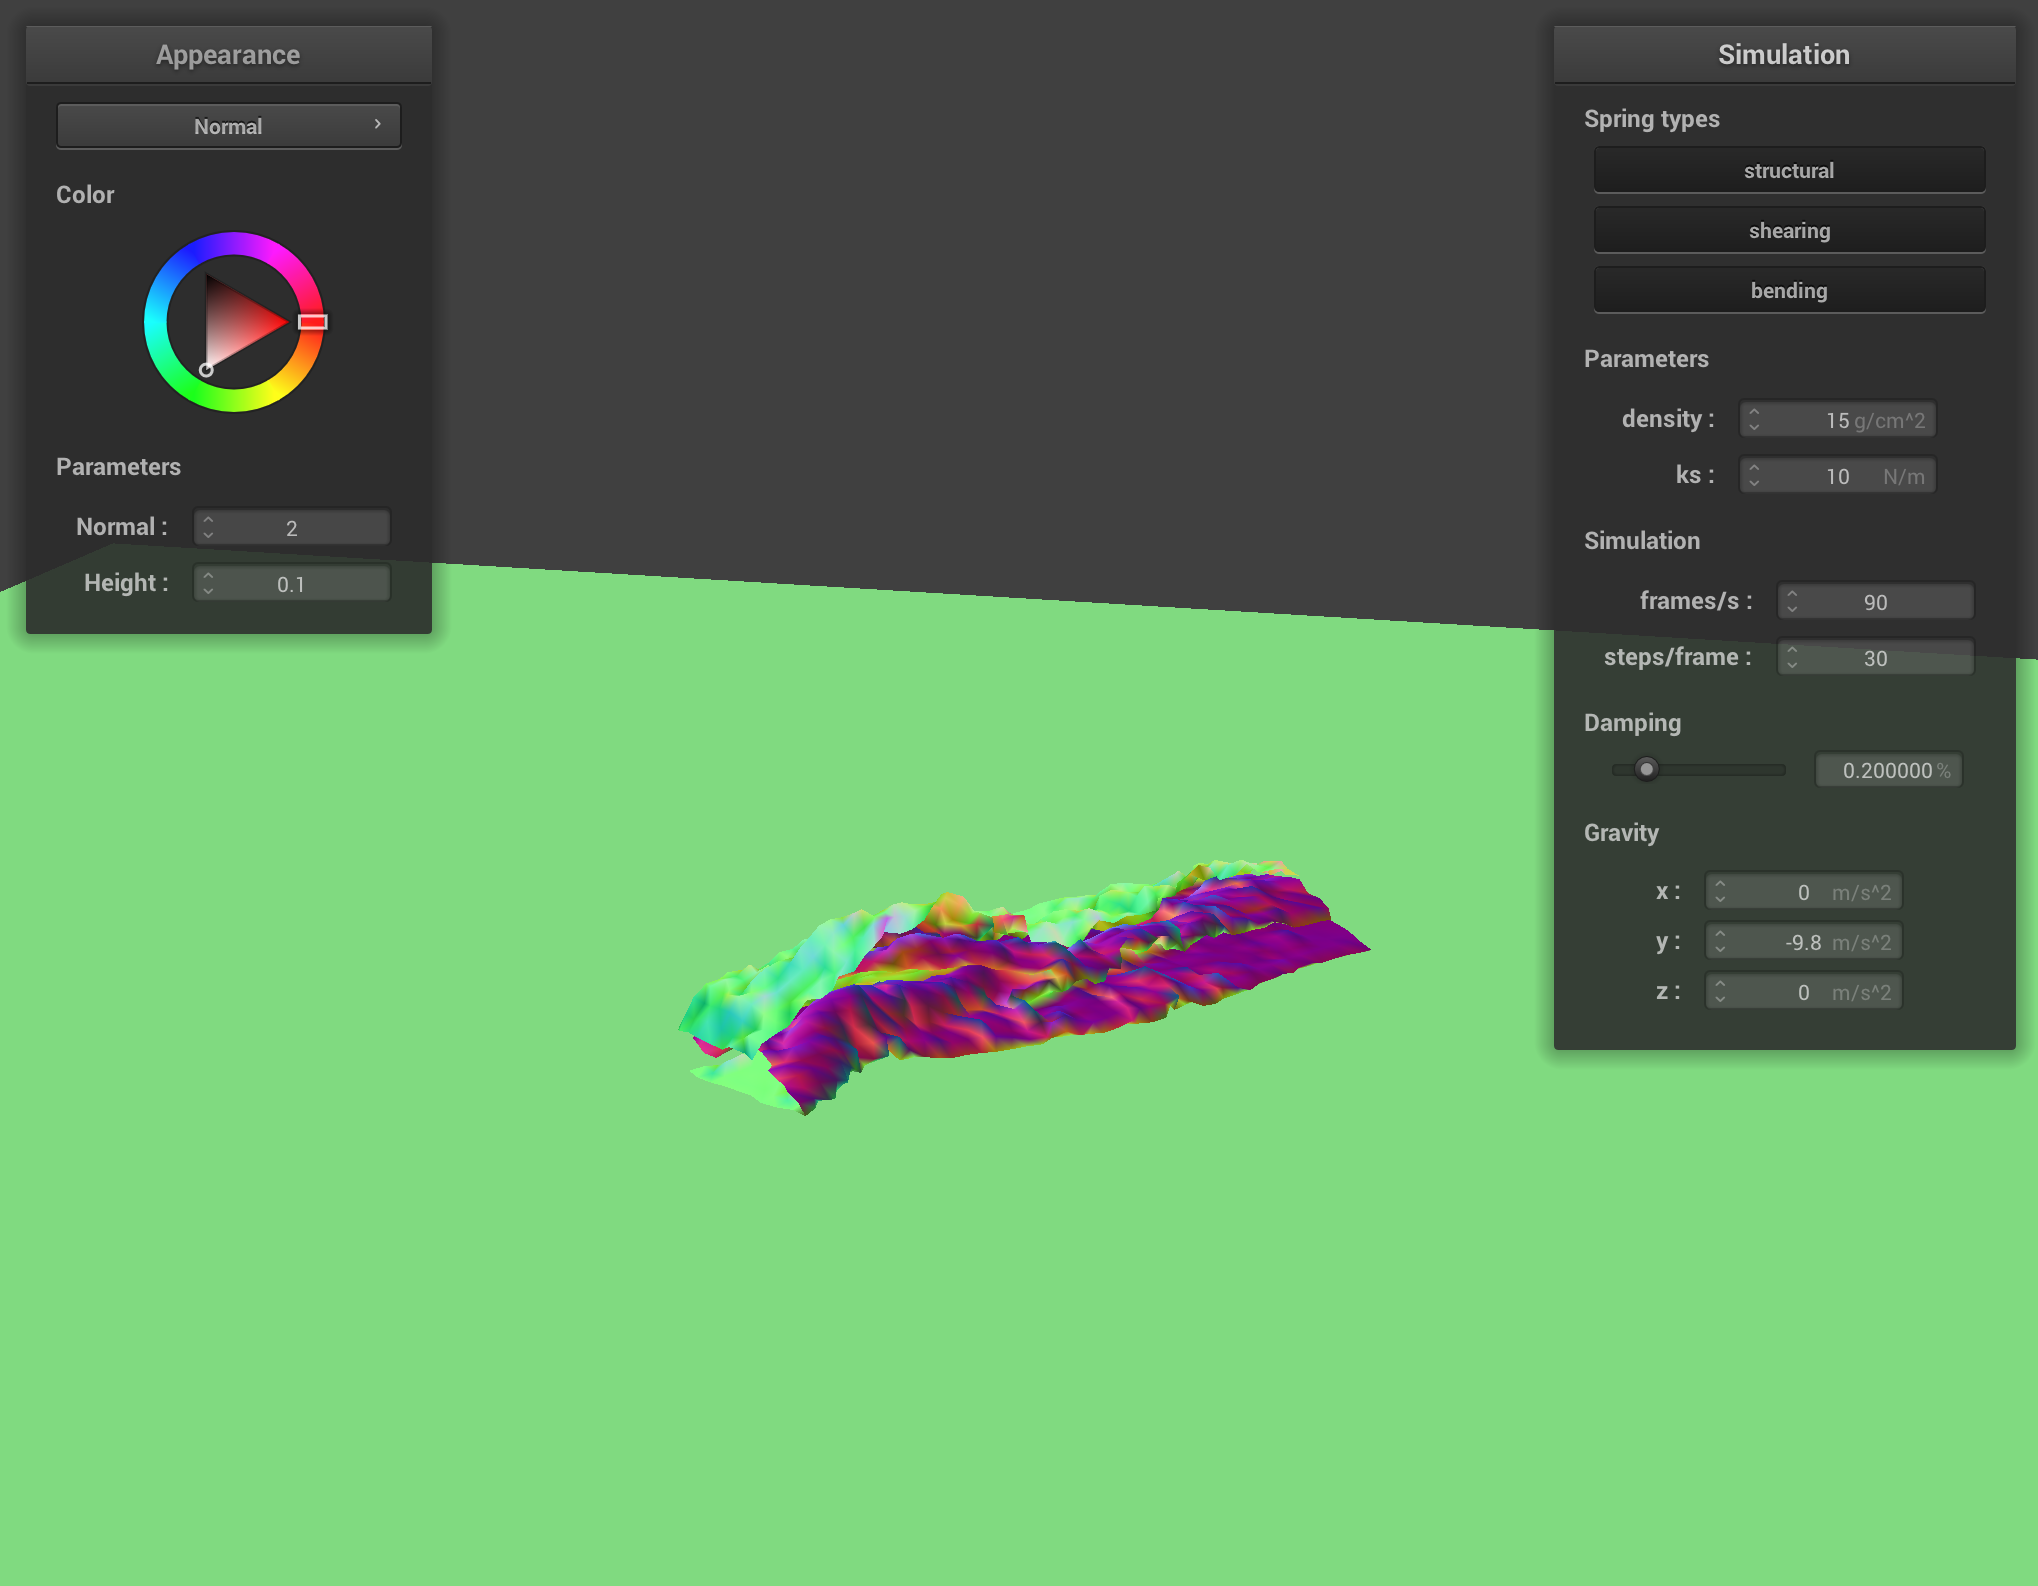 Appearance
Normal
Color
Parameters
Normal : 2
Height : 0.1
Simulation
Spring types
structural
shearing
bending
Parameters
density : 15 g/cm^2
ks : 10 N/m
Simulation
frames/s : 90
steps/frame : 30
Damping
0.200000 %
Gravity
x : 0 m/s^2
y : -9.8 m/s^2
z : 0 m/s^2